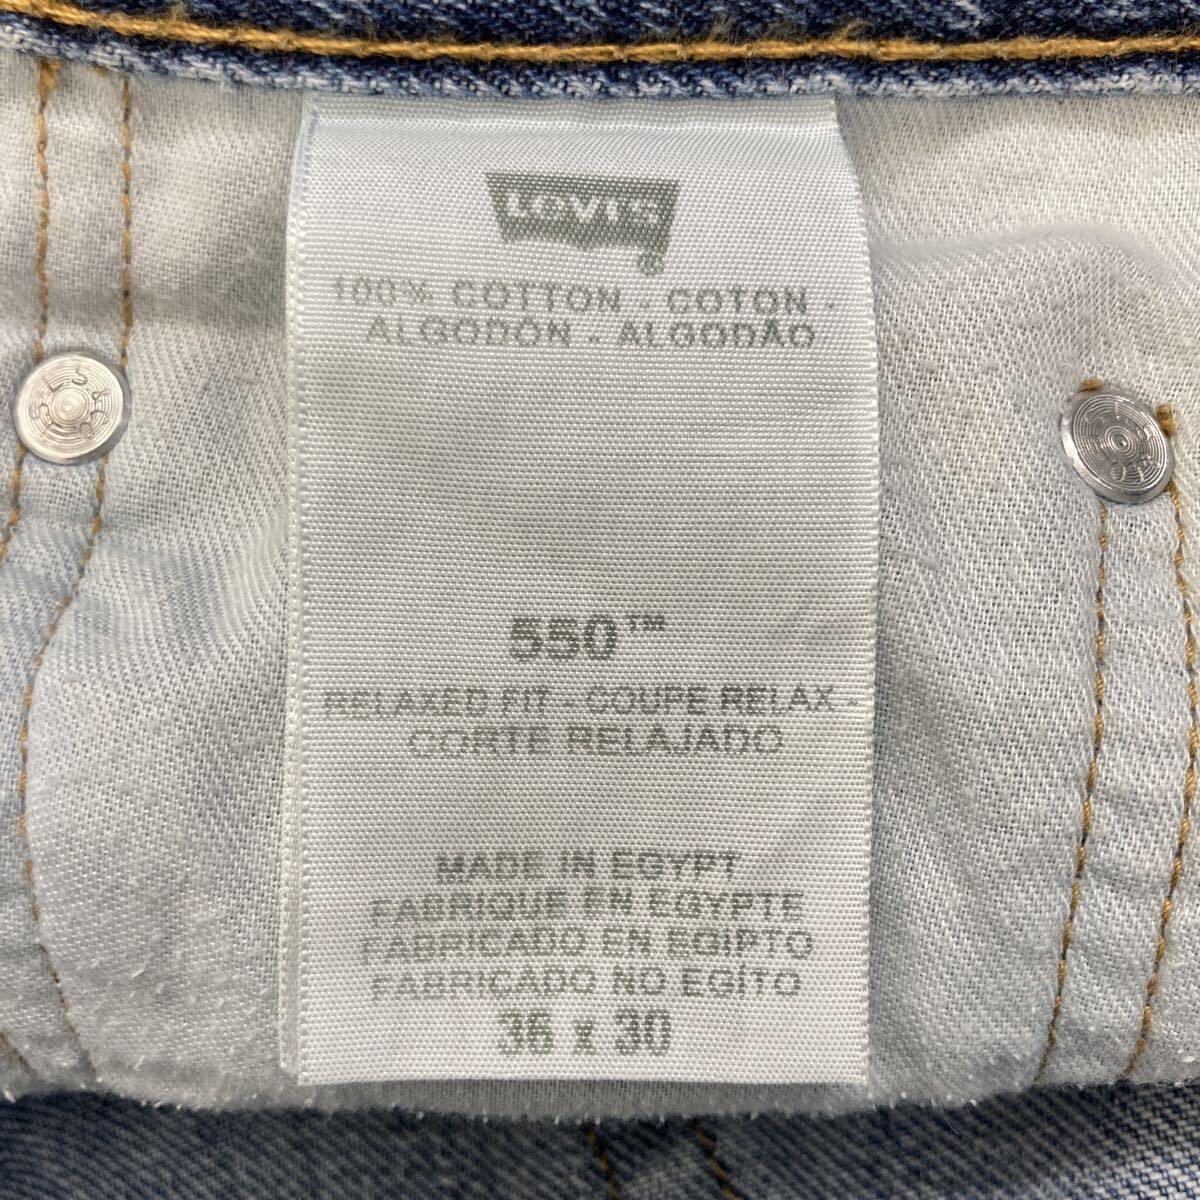 Levi's
®
100% COTTON - COTON -
ALGODÓN - ALGODÃO
550™
RELAXED FIT - COUPE RELAX -
CORTE RELAJADO
MADE IN EGYPT
FABRIQUE EN EGYPTE
FABRICADO EN EGIPTO
FABRICADO NO EGÍTO
36 x 30